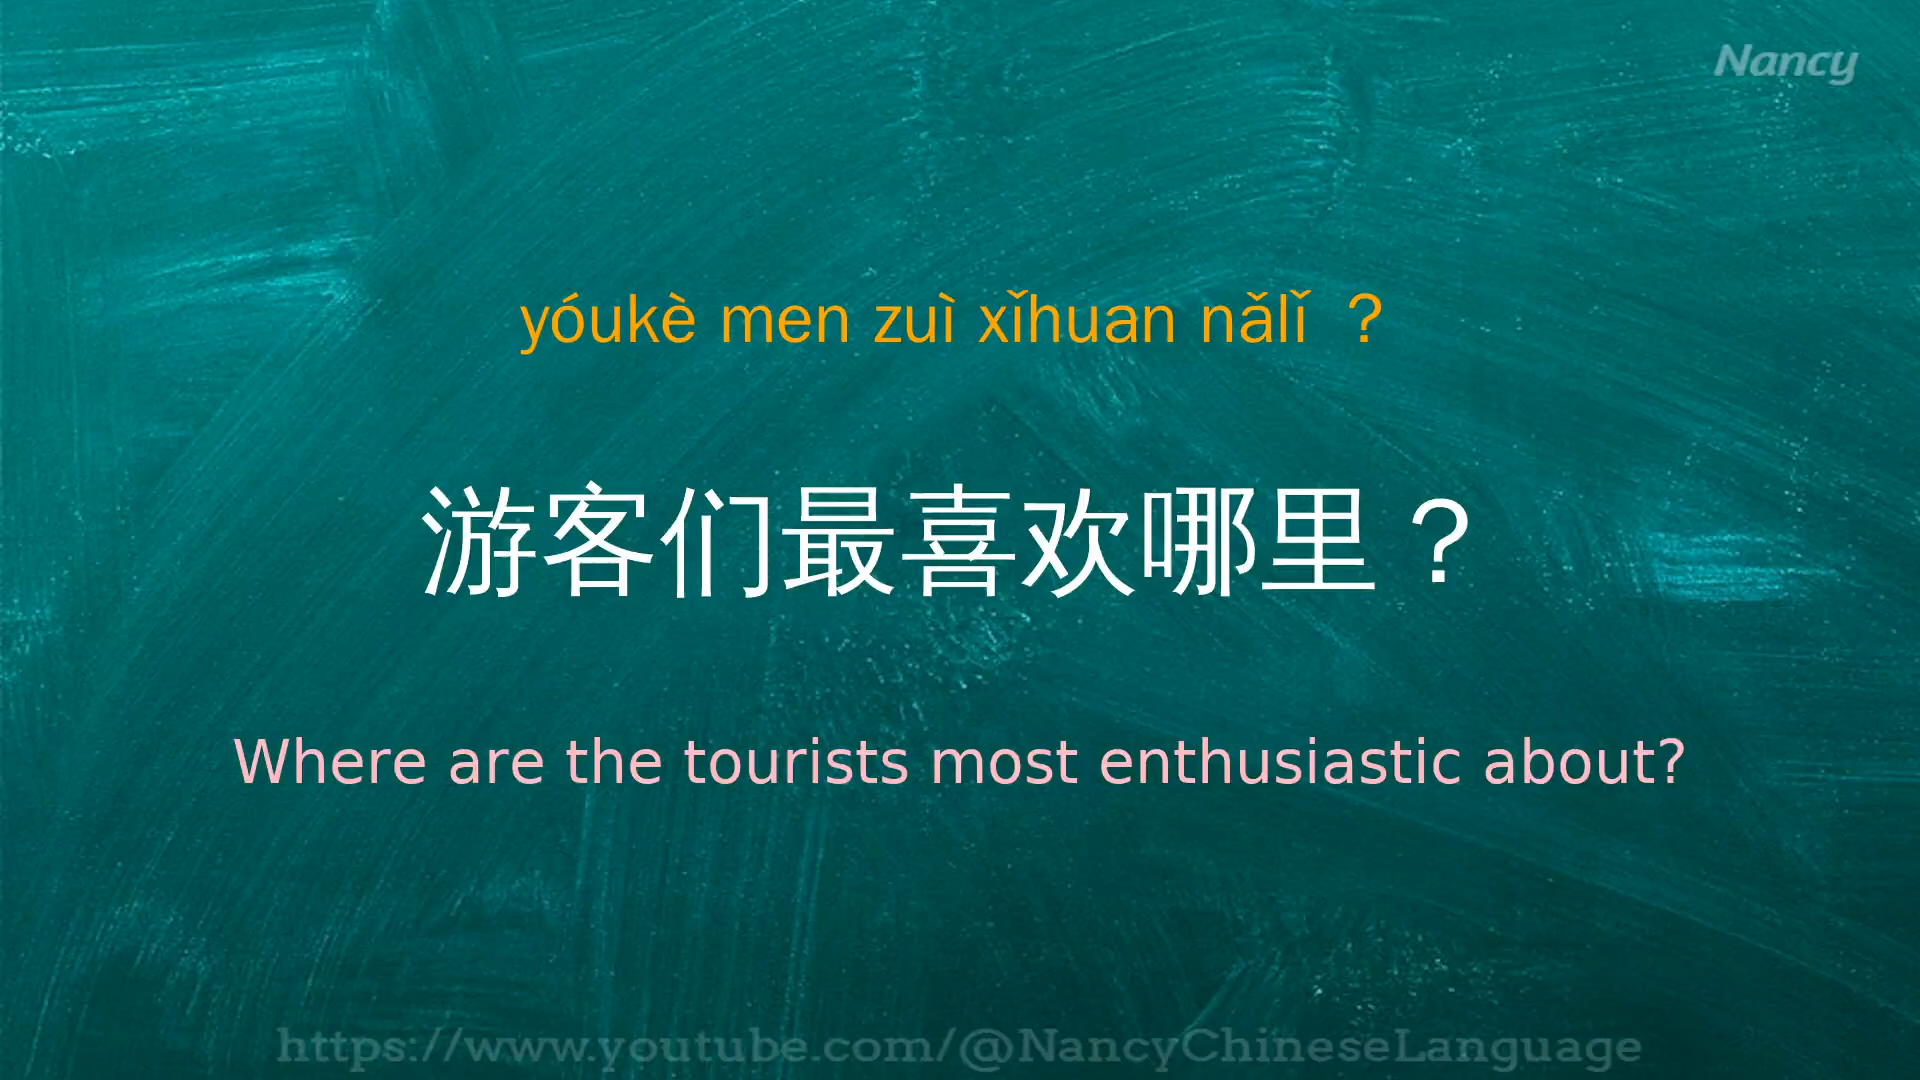 Nancy
yóukè men zuì xǐhuan nǎlǐ ？
游客们最喜欢哪里？
Where are the tourists most enthusiastic about?
https://www.youtube.com/@NancyChineseLanguage